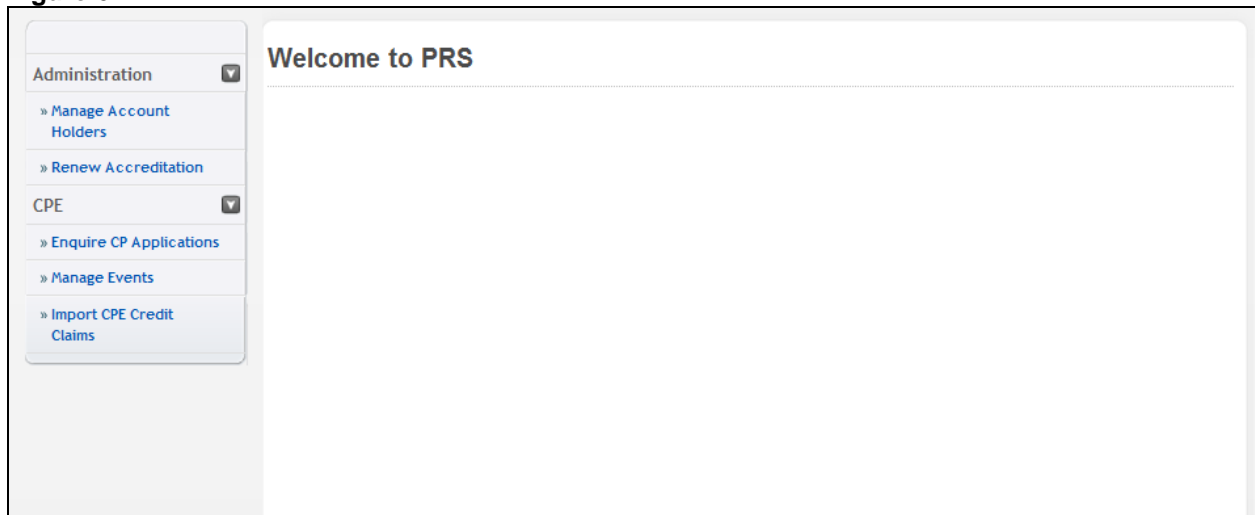 Welcome to PRS
Administration
» Manage Account
Holders
» Renew Accreditation
CPE
» Enquire CP Applications
» Manage Events
» Import CPE Credit
Claims